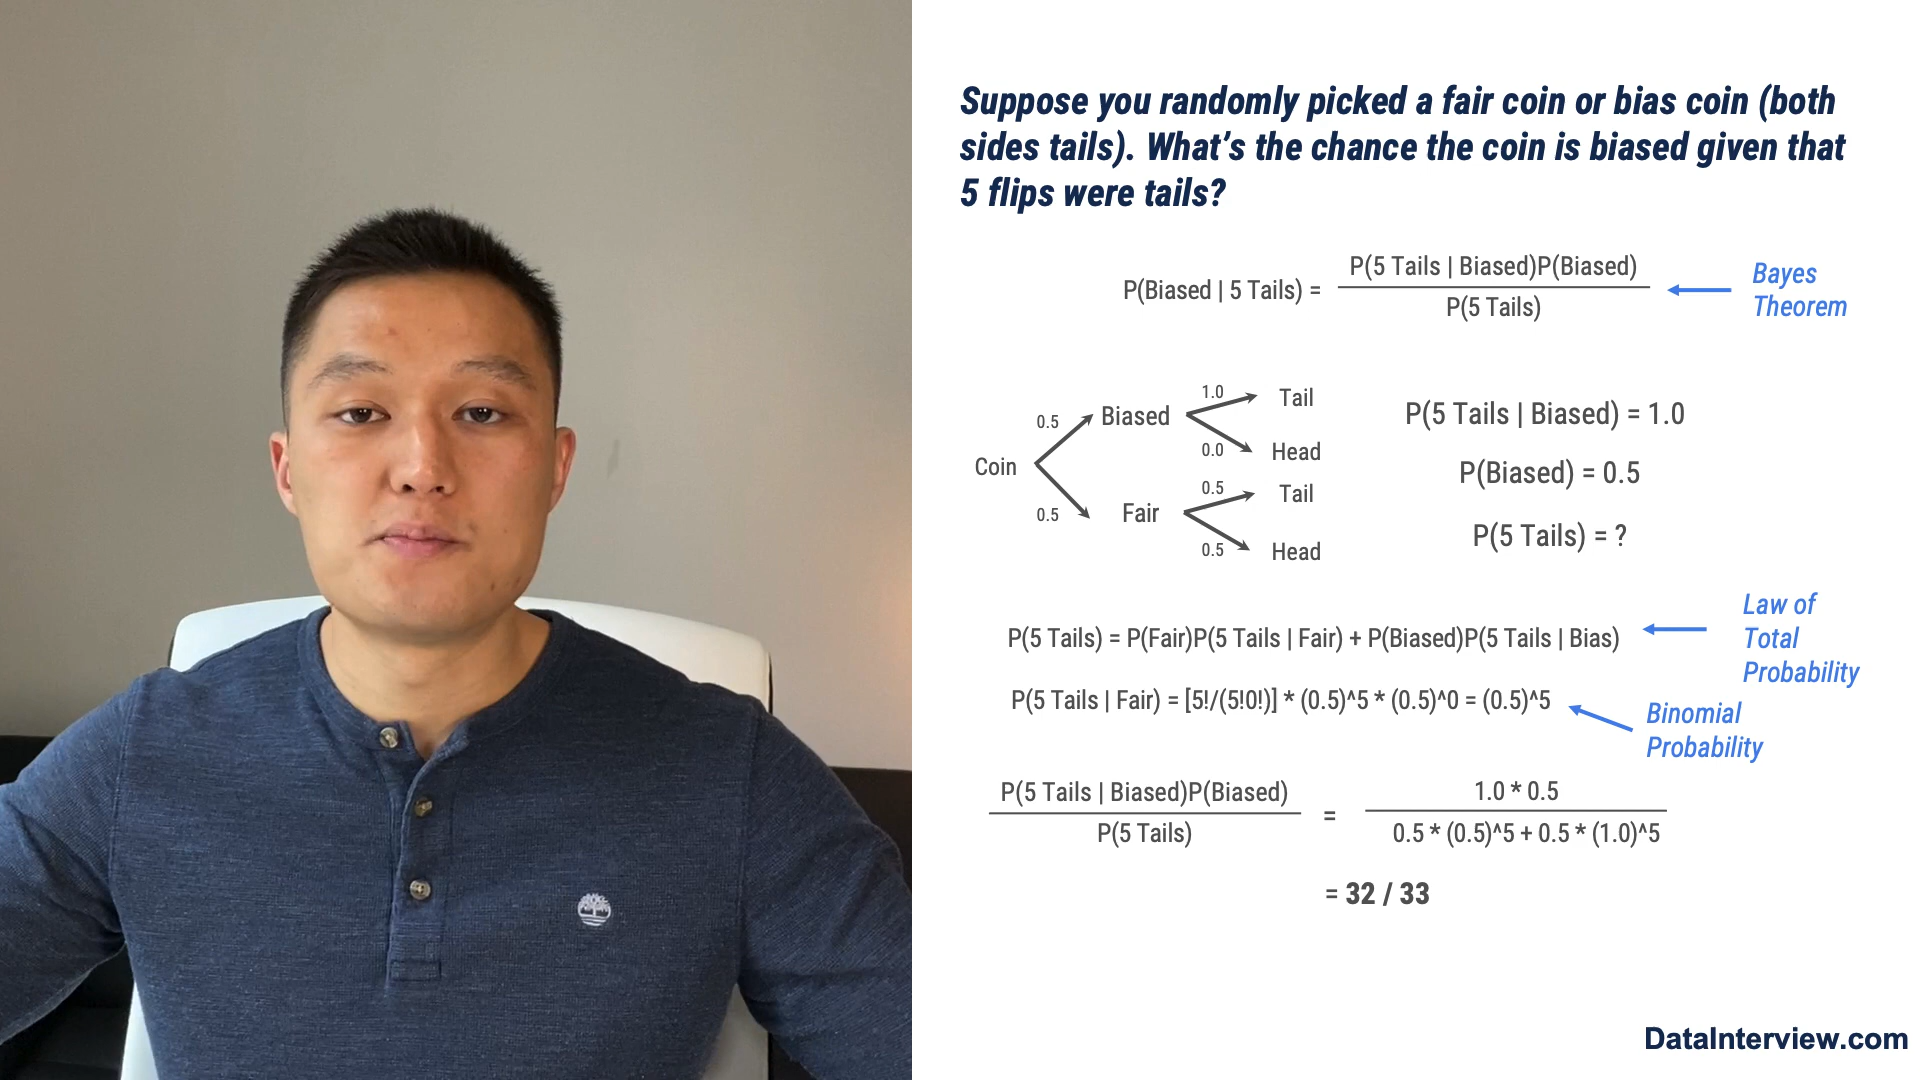 Suppose you randomly picked a fair coin or bias coin (both
sides tails). What's the chance the coin is biased given that
5 flips were tails?
P(Biased | 5 Tails) =
P(5 Tails | Biased)P(Biased)
P(5 Tails)
Bayes
Theorem
Coin
0.5
Biased
1.0
Tail
0.0
Head
0.5
Fair
0.5
Tail
0.5
Head
P(5 Tails | Biased) = 1.0
P(Biased) = 0.5
P(5 Tails) = ?
P(5 Tails) = P(Fair)P(5 Tails | Fair) + P(Biased)P(5 Tails | Bias)
Law of
Total
Probability
P(5 Tails | Fair) = [5!/(5!0!)] * (0.5)^5 * (0.5)^0 = (0.5)^5
Binomial
Probability
P(5 Tails | Biased)P(Biased)
P(5 Tails)
=
1.0 * 0.5
0.5 * (0.5)^5 + 0.5 * (1.0)^5
= 32 / 33
DataInterview.com